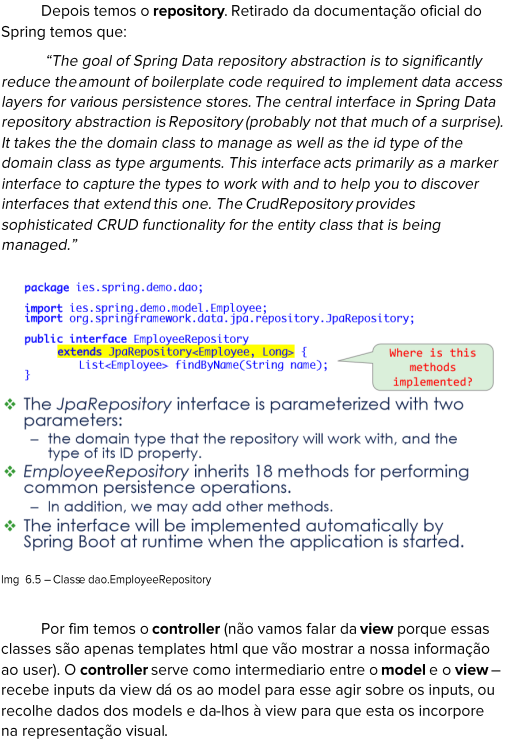 Depois temos o repository. Retirado da documentação oficial do
Spring temos que:
“The goal of Spring Data repository abstraction is to significantly
reduce the amount of boilerplate code required to implement data access
layers for various persistence stores. The central interface in Spring Data
repository abstraction is Repository (probably not that much of a surprise).
It takes the the domain class to manage as well as the id type of the
domain class as type arguments. This interface acts primarily as a marker
interface to capture the types to work with and to help you to discover
interfaces that extend this one. The CrudRepository provides
sophisticated CRUD functionality for the entity class that is being
managed.”
package ies.spring.demo.dao;
import ies.spring.demo.model.Employee;
import org.springframework.data.jpa.repository.JpaRepository;
public interface EmployeeRepository
extends JpaRepository<Employee, Long> {
List<Employee> findByName(String name);
}
Where is this
methods
implemented?
❖ The JpaRepository interface is parameterized with two
parameters:
– the domain type that the repository will work with, and the
type of its ID property.
❖ EmployeeRepository inherits 18 methods for performing
common persistence operations.
– In addition, we may add other methods.
❖ The interface will be implemented automatically by
Spring Boot at runtime when the application is started.
Img 6.5 – Classe dao.EmployeeRepository
Por fim temos o controller (não vamos falar da view porque essas
classes são apenas templates html que vão mostrar a nossa informação
ao user). O controller serve como intermediario entre o model e o view –
recebe inputs da view dá os ao model para esse agir sobre os inputs, ou
recolhe dados dos models e da-lhos à view para que esta os incorpore
na representação visual.